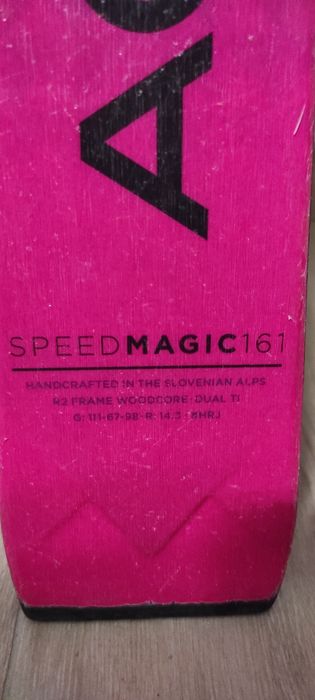 A
SPEEDMAGIC161
HANDCRAFTED IN THE SLOVENIAN ALPS
R2 FRAME WOODCORE·DUAL TI
G: 111-67-98·R: 14.3·